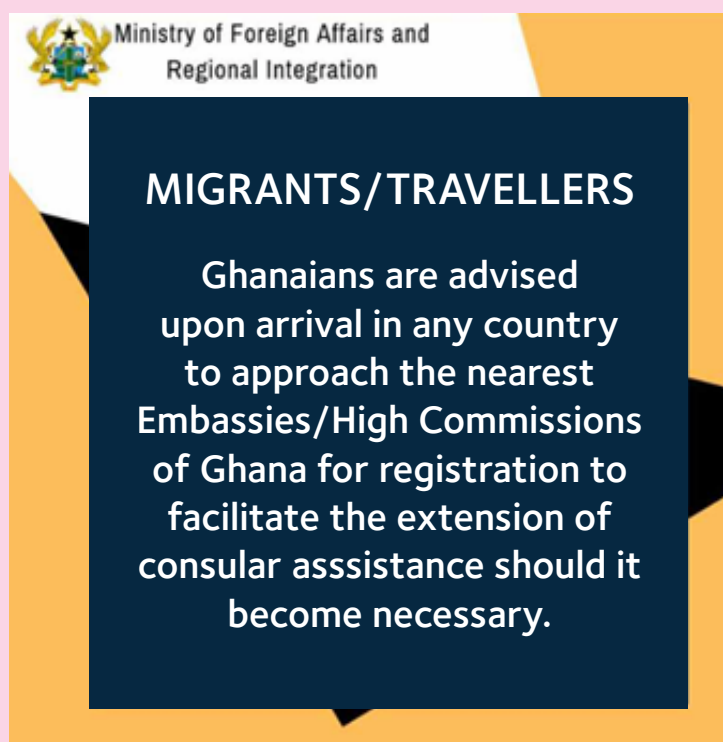 Ministry of Foreign Affairs and
Regional Integration
MIGRANTS/TRAVELLERS
Ghanaians are advised
upon arrival in any country
to approach the nearest
Embassies/High Commissions
of Ghana for registration to
facilitate the extension of
consular asssistance should it
become necessary.